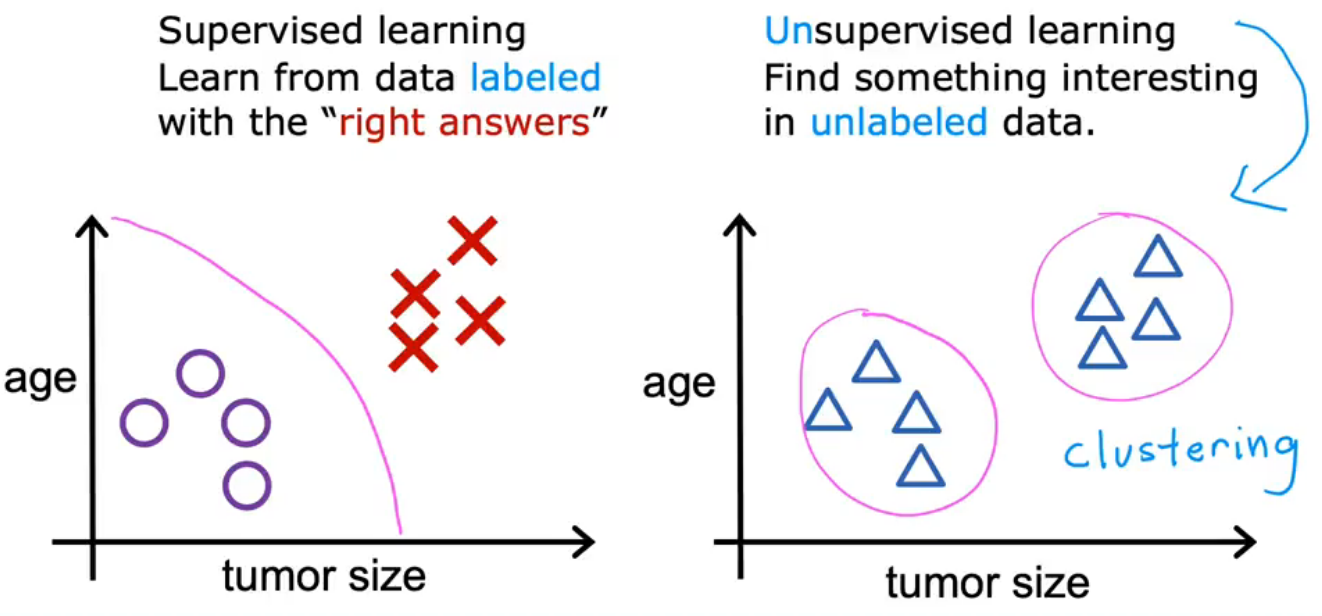 Supervised learning
Learn from data labeled
with the “right answers”
age
tumor size
Unsupervised learning
Find something interesting
in unlabeled data.
age
clustering
tumor size